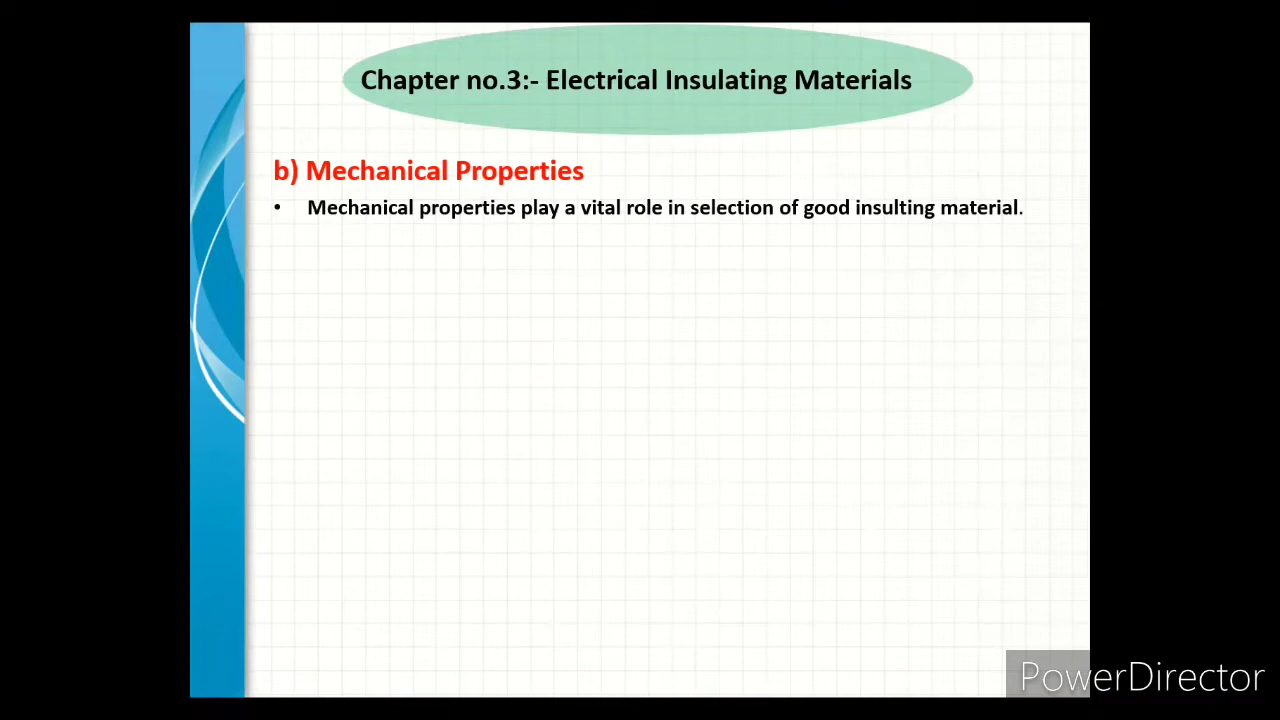 Chapter no.3:- Electrical Insulating Materials
b) Mechanical Properties
• Mechanical properties play a vital role in selection of good insulting material.
PowerDirector